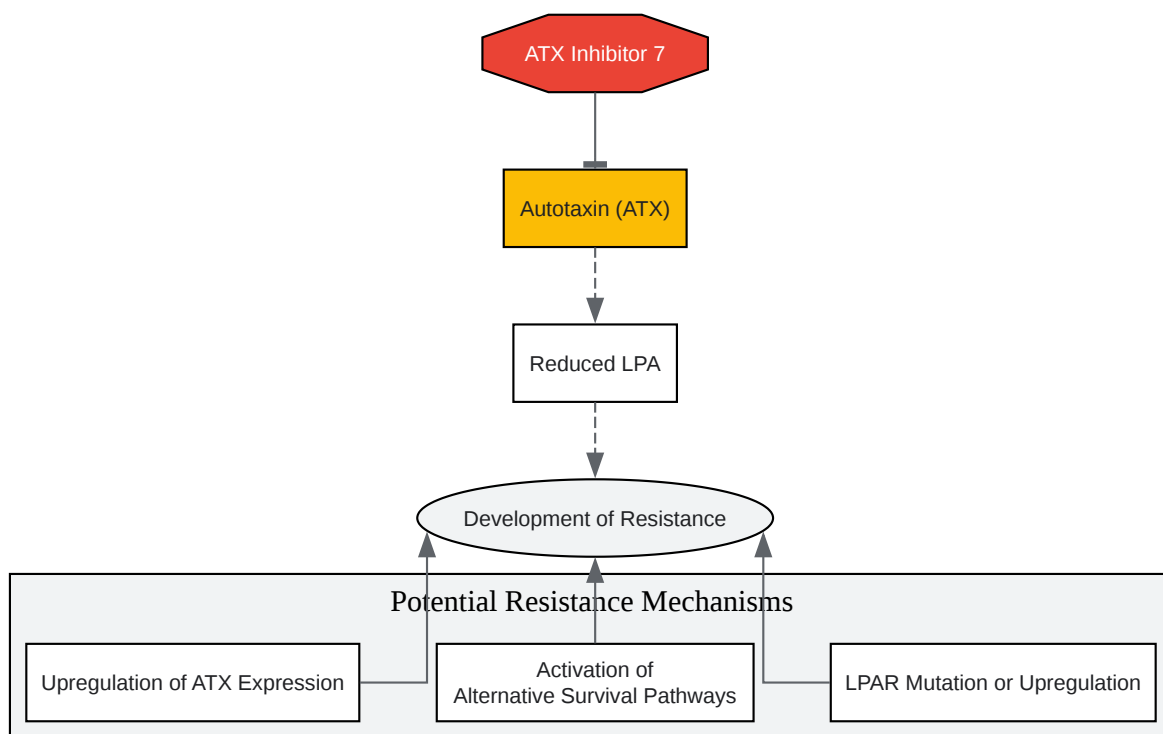 ATX Inhibitor 7
Autotaxin (ATX)
Reduced LPA
Development of Resistance
Potential Resistance Mechanisms
Upregulation of ATX Expression
Activation of
Alternative Survival Pathways
LPAR Mutation or Upregulation